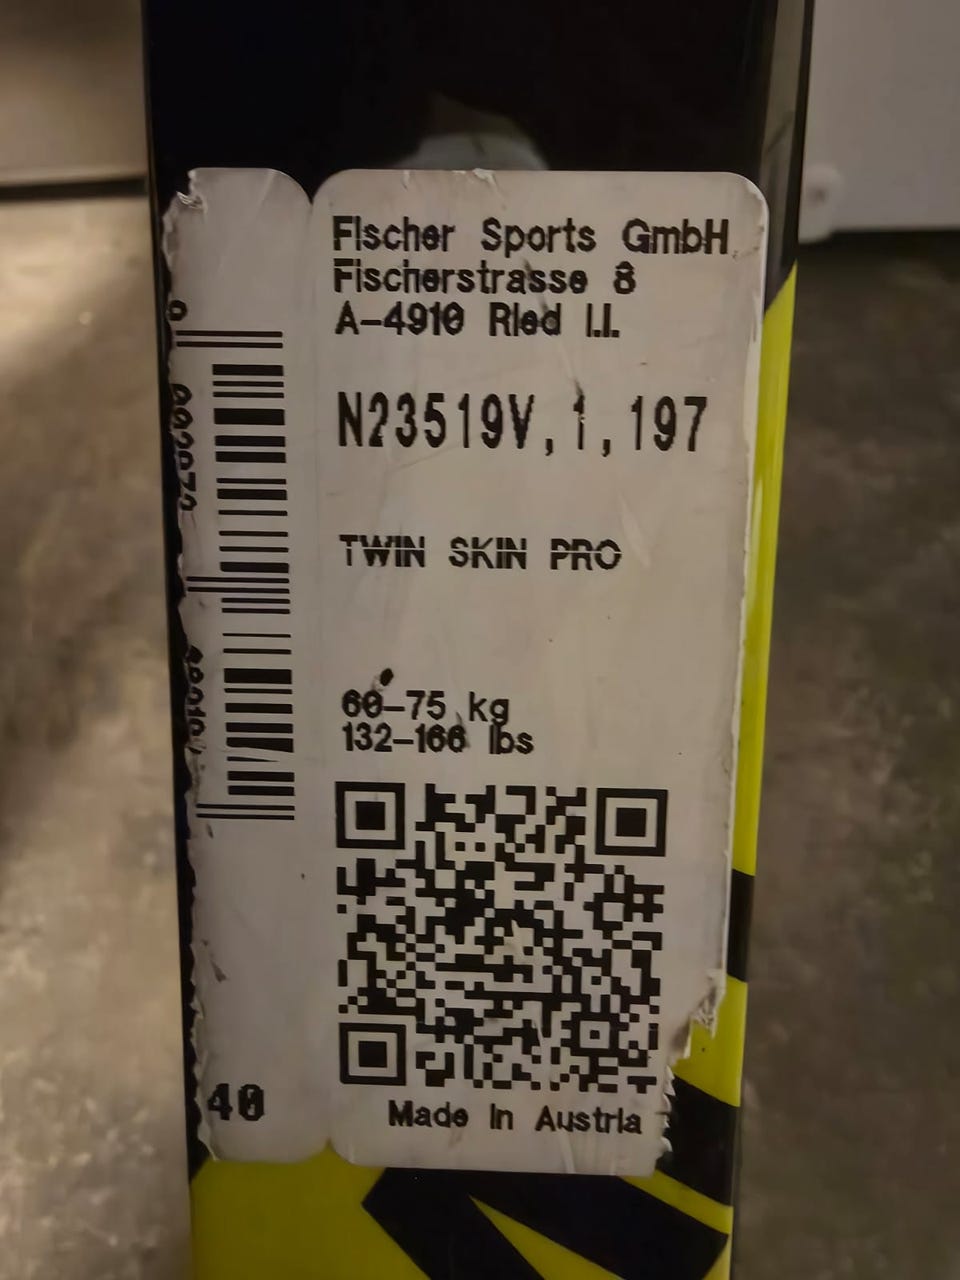 Fischer Sports GmbH
Fischerstrasse 8
A-4910 Ried I.I.
N23519V,1,197
TWIN SKIN PRO
60-75 kg
132-166 lbs
Made in Austria
40